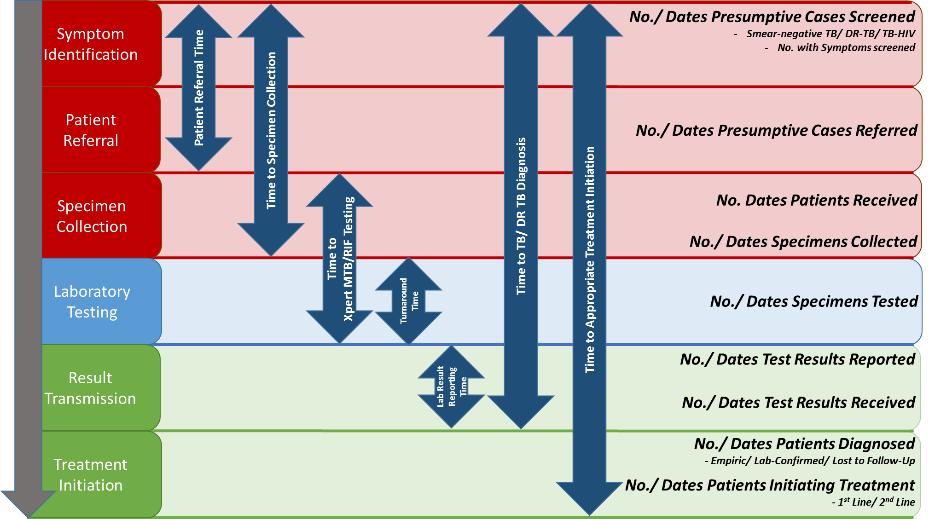 Symptom
Identification
Patient Referral Time
Time to Specimen Collection
No./ Dates Presumptive Cases Screened
- Smear-negative TB/ DR-TB/ TB-HIV
- No. with Symptoms screened
Patient
Referral
Time to TB/ DR TB Diagnosis
Time to Appropriate Treatment Initiation
No./ Dates Presumptive Cases Referred
Specimen
Collection
Time to
Xpert MTB/RIF Testing
No. Dates Patients Received
No./ Dates Specimens Collected
Laboratory
Testing
Turnaround
Time
No./ Dates Specimens Tested
Result
Transmission
Lab Result
Reporting
Time
No./ Dates Test Results Reported
No./ Dates Test Results Received
Treatment
Initiation
No./ Dates Patients Diagnosed
- Empiric/ Lab-Confirmed/ Lost to Follow-Up
No./ Dates Patients Initiating Treatment
- 1st Line/ 2nd Line